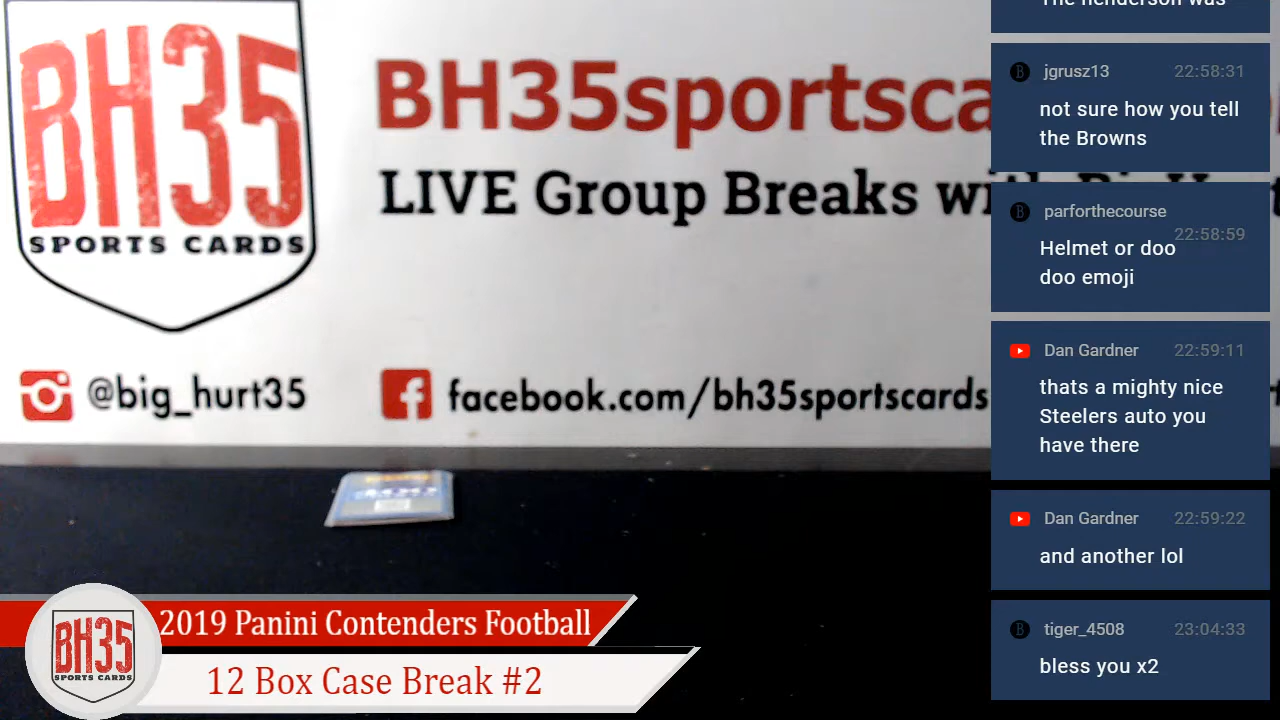 BH35
SPORTS CARDS
BH35sportsca
LIVE Group Breaks
@big_hurt35
facebook.com/bh35sportscards
The henderson was
jgrusz13 22:58:31
not sure how you tell
the Browns
parforthecourse
22:58:59
Helmet or doo
doo emoji
Dan Gardner 22:59:11
thats a mighty nice
Steelers auto you
have there
Dan Gardner 22:59:22
and another lol
tiger_4508 23:04:33
bless you x2
2019 Panini Contenders Football
12 Box Case Break #2
BH35
SPORTS CARDS